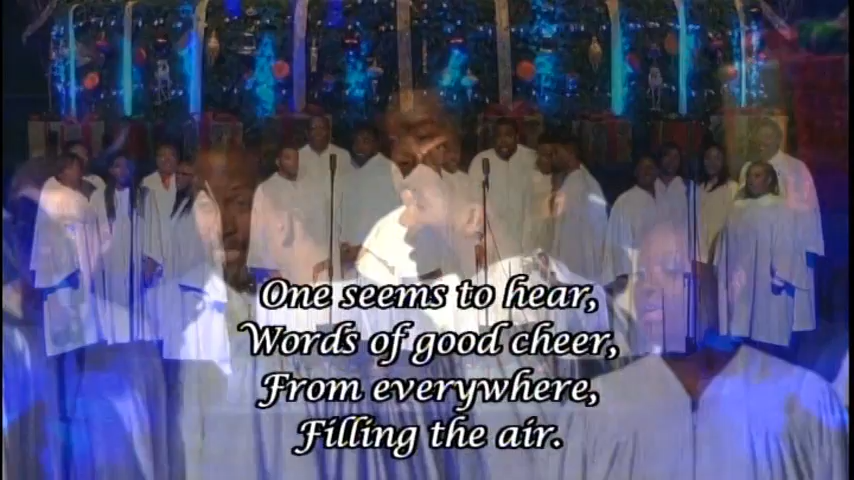 One seems to hear,
Words of good cheer,
From everywhere,
Filling the air.